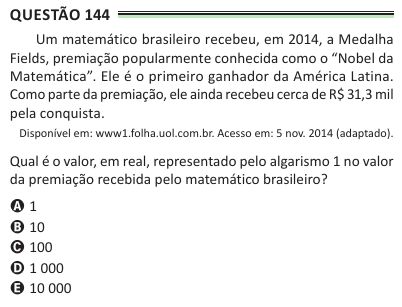 QUESTÃO 144
Um matemático brasileiro recebeu, em 2014, a Medalha
Fields, premiação popularmente conhecida como o “Nobel da
Matemática”. Ele é o primeiro ganhador da América Latina.
Como parte da premiação, ele ainda recebeu cerca de R$ 31,3 mil
pela conquista.
Disponível em: www1.folha.uol.com.br. Acesso em: 5 nov. 2014 (adaptado).
Qual é o valor, em real, representado pelo algarismo 1 no valor
da premiação recebida pelo matemático brasileiro?
A 1
B 10
C 100
D 1 000
E 10 000